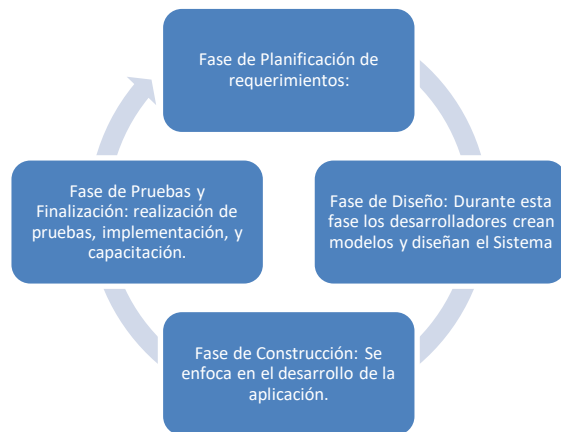 Fase de Planificación de
requerimientos:
Fase de Diseño: Durante esta
fase los desarrolladores crean
modelos y diseñan el Sistema
Fase de Construcción: Se
enfoca en el desarrollo de la
aplicación.
Fase de Pruebas y
Finalización: realización de
pruebas, implementación, y
capacitación.